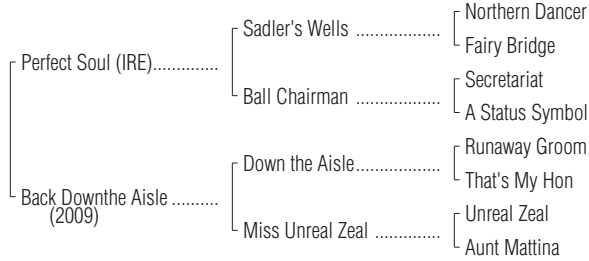 Northern Dancer
Sadler's Wells ..................
Fairy Bridge
Perfect Soul (IRE)..............
Secretariat
Ball Chairman ..................
A Status Symbol
Runaway Groom
Down the Aisle..................
That's My Hon
Back Downthe Aisle ..........
(2009)
Unreal Zeal
Miss Unreal Zeal ..............
Aunt Mattina